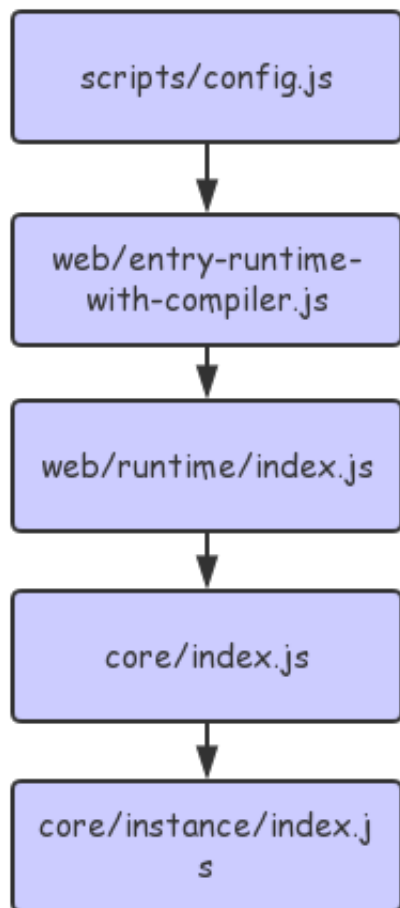 scripts/config.js
web/entry-runtime-
with-compiler.js
web/runtime/index.js
core/index.js
core/instance/index.j
s